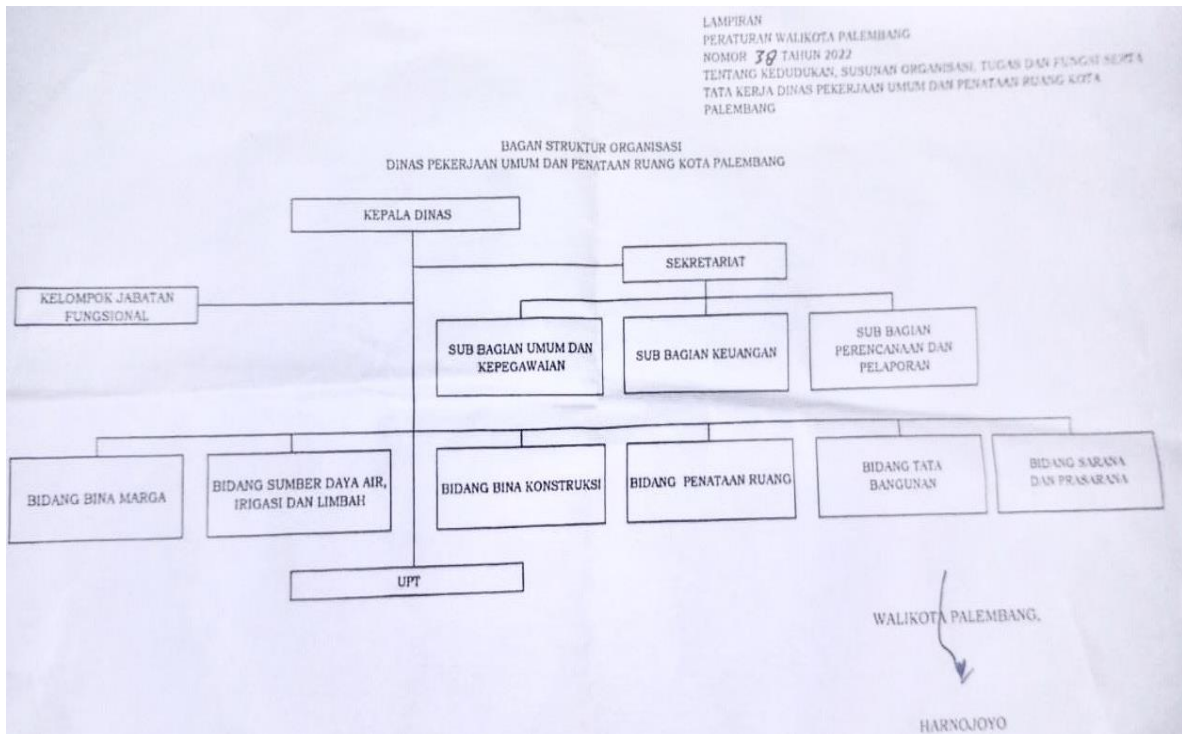 LAMPIRAN
PERATURAN WALIKOTA PALEMBANG
NOMOR 38 TAHUN 2022
TENTANG KEDUDUKAN, SUSUNAN ORGANISASI, TUGAS DAN FUNGSI SERTA
TATA KERJA DINAS PEKERJAAN UMUM DAN PENATAAN RUANG KOTA
PALEMBANG
BAGAN STRUKTUR ORGANISASI
DINAS PEKERJAAN UMUM DAN PENATAAN RUANG KOTA PALEMBANG
KEPALA DINAS
SEKRETARIAT
KELOMPOK JABATAN
FUNGSIONAL
SUB BAGIAN UMUM DAN
KEPEGAWAIAN
SUB BAGIAN KEUANGAN
SUB BAGIAN
PERENCANAAN DAN
PELAPORAN
BIDANG BINA MARGA
BIDANG SUMBER DAYA AIR,
IRIGASI DAN LIMBAH
BIDANG BINA KONSTRUKSI
BIDANG PENATAAN RUANG
BIDANG TATA
BANGUNAN
BIDANG SARANA
DAN PRASARANA
UPT
WALIKOTA PALEMBANG,
HARNOJOYO